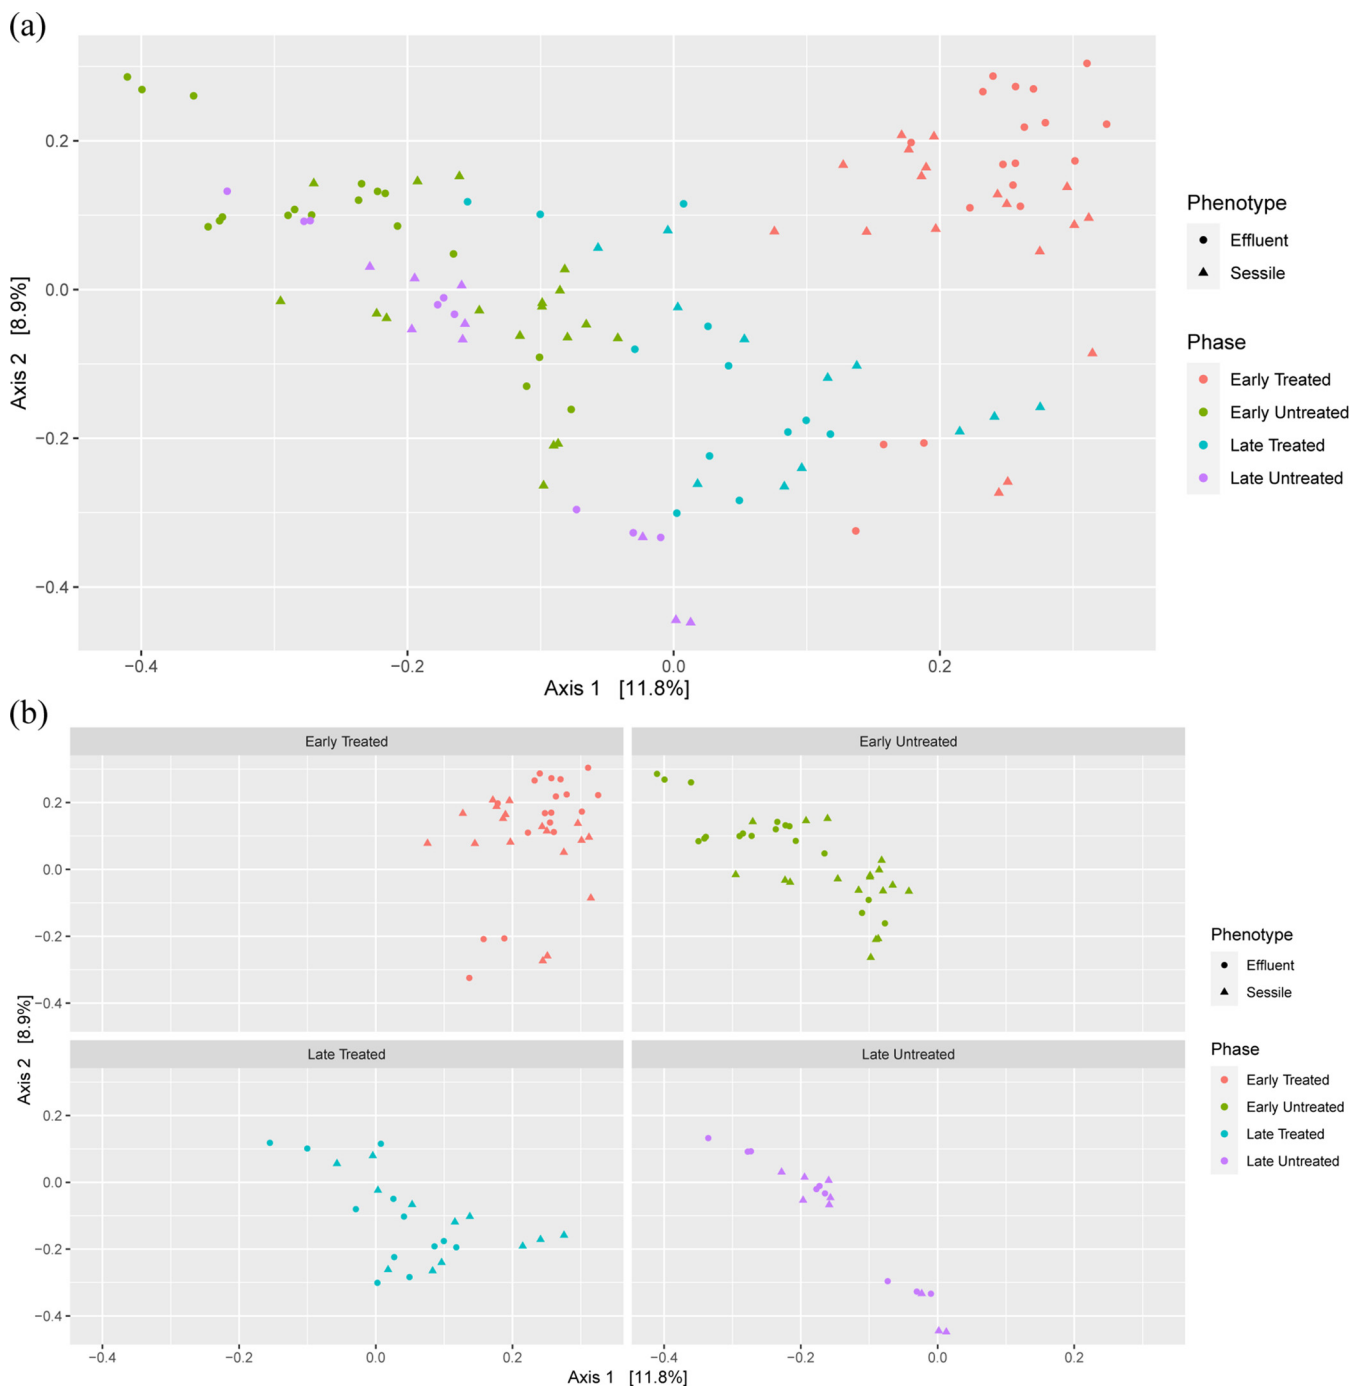 (a)
0.2
0.0
−0.2
−0.4
Axis 2 [8.9%]
−0.4
−0.2
0.0
0.2
Axis 1 [11.8%]
Phenotype
Effluent
Sessile
Phase
Early Treated
Early Untreated
Late Treated
Late Untreated
(b)
Early Treated
Early Untreated
0.2
0.0
−0.2
−0.4
Axis 2 [8.9%]
Late Treated
Late Untreated
0.2
0.0
−0.2
−0.4
−0.4
−0.2
0.0
0.2
−0.4
−0.2
0.0
0.2
Axis 1 [11.8%]
Phenotype
Effluent
Sessile
Phase
Early Treated
Early Untreated
Late Treated
Late Untreated